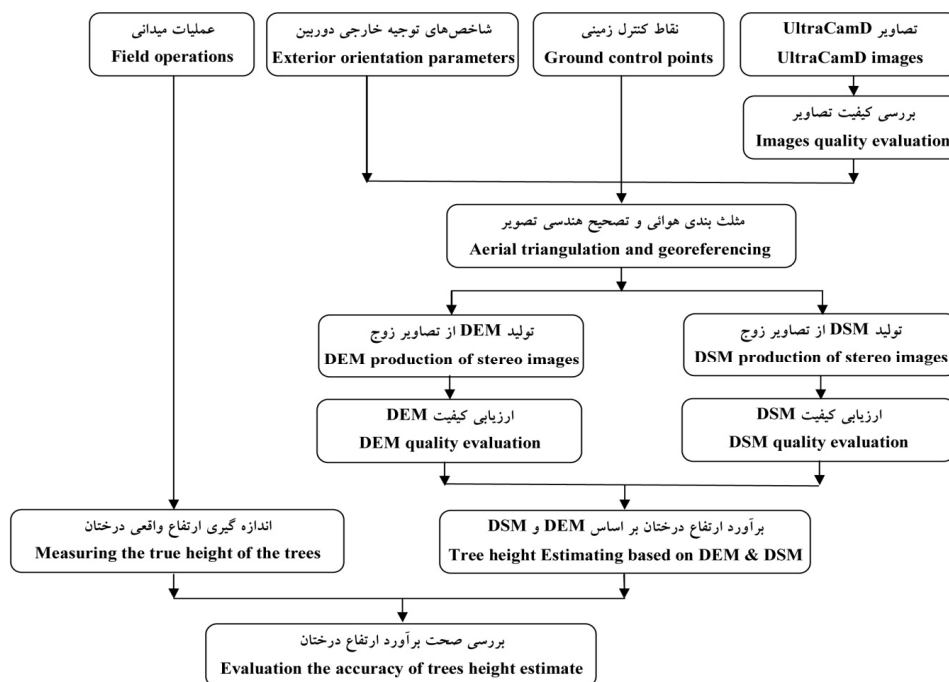 عملیات میدانی
Field operations
شاخص‌های توجیه خارجی دوربین
Exterior orientation parameters
نقاط کنترل زمینی
Ground control points
تصاویر UltraCamD
UltraCamD images
بررسی کیفیت تصاویر
Images quality evaluation
مثلث بندی هوائی و تصحیح هندسی تصویر
Aerial triangulation and georeferencing
تولید DEM از تصاویر زوج
DEM production of stereo images
تولید DSM از تصاویر زوج
DSM production of stereo images
ارزیابی کیفیت DEM
DEM quality evaluation
ارزیابی کیفیت DSM
DSM quality evaluation
اندازه گیری ارتفاع واقعی درختان
Measuring the true height of the trees
برآورد ارتفاع درختان بر اساس DEM و DSM
Tree height Estimating based on DEM & DSM
بررسی صحت برآورد ارتفاع درختان
Evaluation the accuracy of trees height estimate